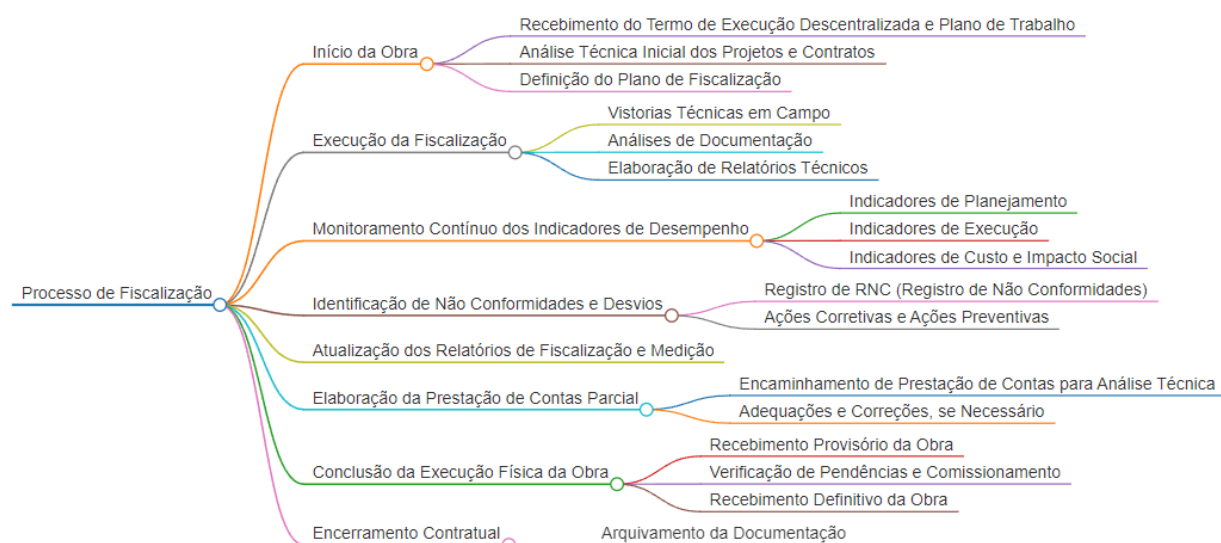 Processo de Fiscalização
Início da Obra
Recebimento do Termo de Execução Descentralizada e Plano de Trabalho
Análise Técnica Inicial dos Projetos e Contratos
Definição do Plano de Fiscalização
Execução da Fiscalização
Vistorias Técnicas em Campo
Análises de Documentação
Elaboração de Relatórios Técnicos
Monitoramento Contínuo dos Indicadores de Desempenho
Indicadores de Planejamento
Indicadores de Execução
Indicadores de Custo e Impacto Social
Identificação de Não Conformidades e Desvios
Registro de RNC (Registro de Não Conformidades)
Ações Corretivas e Ações Preventivas
Atualização dos Relatórios de Fiscalização e Medição
Elaboração da Prestação de Contas Parcial
Encaminhamento de Prestação de Contas para Análise Técnica
Adequações e Correções, se Necessário
Conclusão da Execução Física da Obra
Recebimento Provisório da Obra
Verificação de Pendências e Comissionamento
Recebimento Definitivo da Obra
Encerramento Contratual
Arquivamento da Documentação